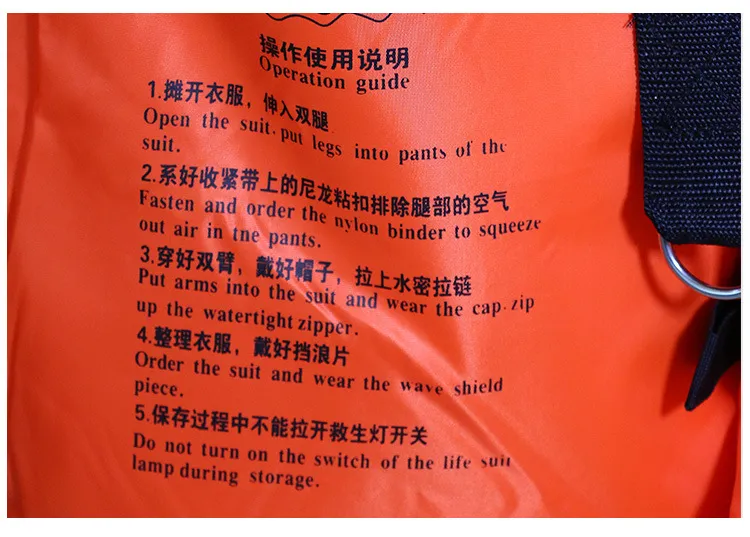 操作使用说明
Operation guide
1.摊开衣服，伸入双腿
Open the suit. put legs into pants of the
suit.
2.系好收紧带上的尼龙粘扣排除腿部的空气
Fasten and order the nylon binder to squeeze
out air in tne pants.
3.穿好双臂，戴好帽子，拉上水密拉链
Put arms into the suit and wear the cap. zip
up the watertight zipper.
4.整理衣服，戴好挡浪片
Order the suit and wear the wave shield
piece.
5.保存过程中不能拉开救生灯开关
Do not turn on the switch of the life suit
lamp during storage.